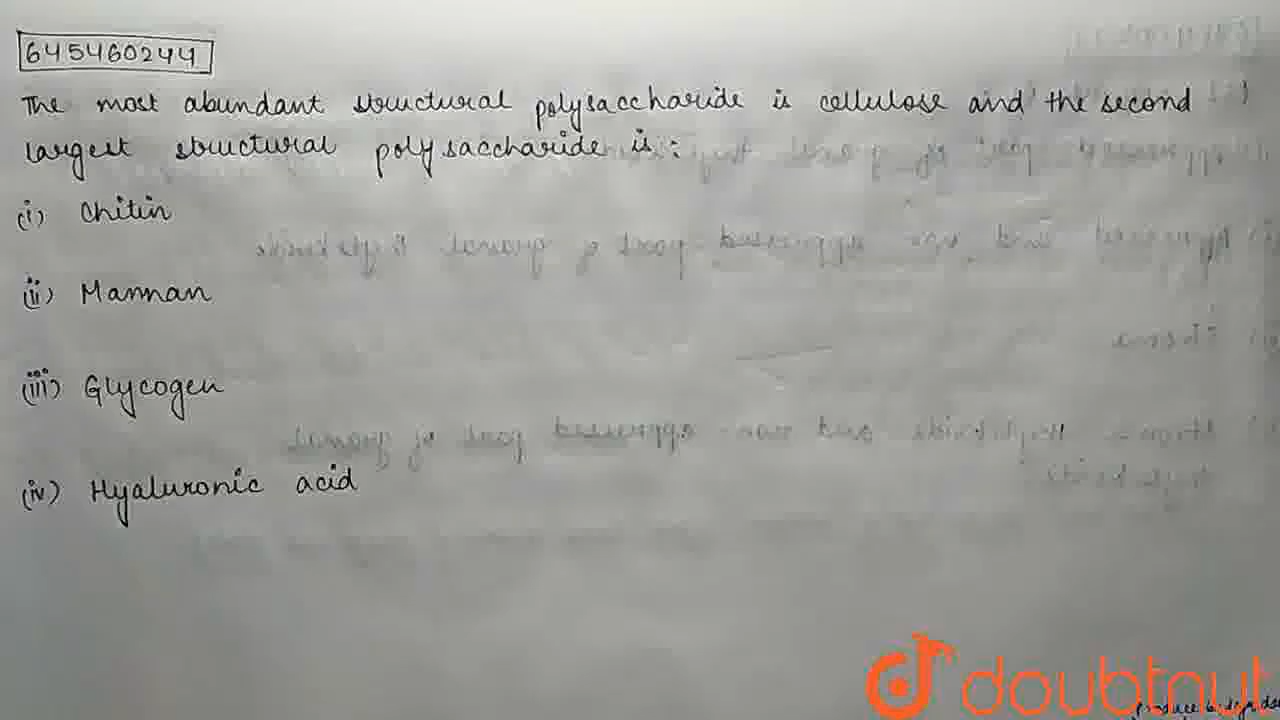 645460244
The most abundant structural polysaccharide is cellulose and the second
largest structural polysaccharide is:
(i) Chitin
(ii) Mannan
(iii) Glycogen
(iv) Hyaluronic acid
doubtnut